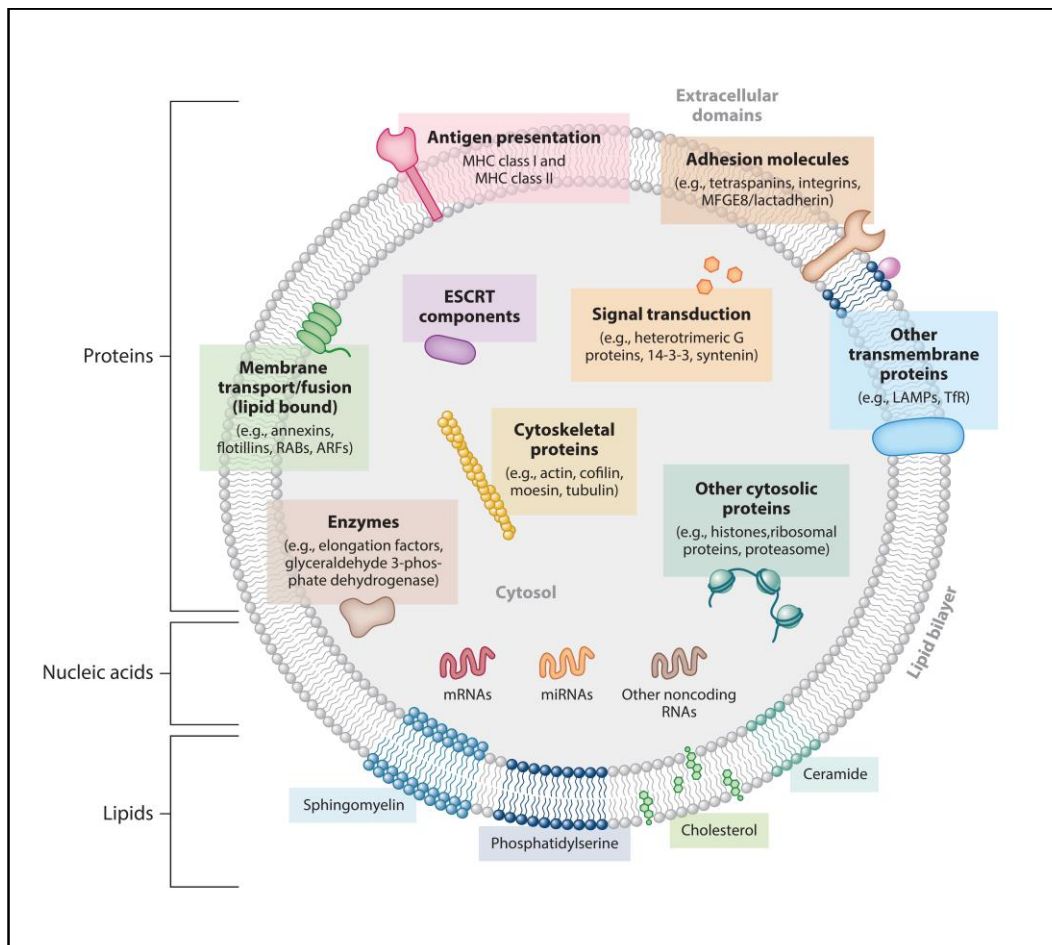 Extracellular
domains
Antigen presentation
MHC class I and
MHC class II
Adhesion molecules
(e.g., tetraspanins, integrins,
MFGE8/lactadherin)
ESCRT
components
Signal transduction
(e.g., heterotrimeric G
proteins, 14-3-3, syntenin)
Other
transmembrane
proteins
(e.g., LAMPs, TfR)
Proteins
Membrane
transport/fusion
(lipid bound)
(e.g., annexins,
flotillins, RABs, ARFs)
Cytoskeletal
proteins
(e.g., actin, cofilin,
moesin, tubulin)
Other cytosolic
proteins
(e.g., histones,ribosomal
proteins, proteasome)
Enzymes
(e.g., elongation factors,
glyceraldehyde 3-phos-
phate dehydrogenase)
Cytosol
Lipid bilayer
Nucleic acids
mRNAs
miRNAs
Other noncoding
RNAs
Lipids
Sphingomyelin
Phosphatidylserine
Cholesterol
Ceramide